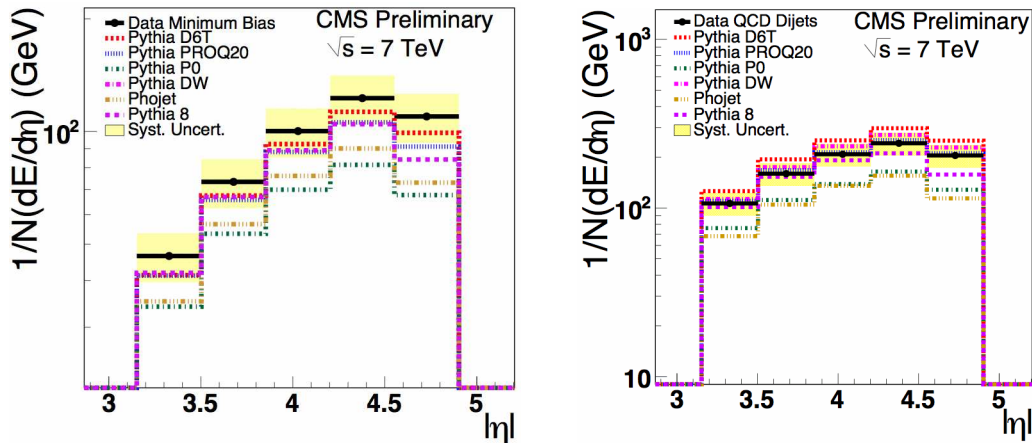 Data Minimum Bias
Pythia D6T
Pythia PROQ20
Pythia P0
Pythia DW
Phojet
Pythia 8
Syst. Uncert.
CMS Preliminary
√s = 7 TeV
1/N(dE/dη) (GeV)
10²
3 3.5 4 4.5 5
|η|
Data QCD Dijets
Pythia D6T
Pythia PROQ20
Pythia P0
Pythia DW
Phojet
Pythia 8
Syst. Uncert.
CMS Preliminary
√s = 7 TeV
1/N(dE/dη) (GeV)
10³
10²
10
3 3.5 4 4.5 5
|η|